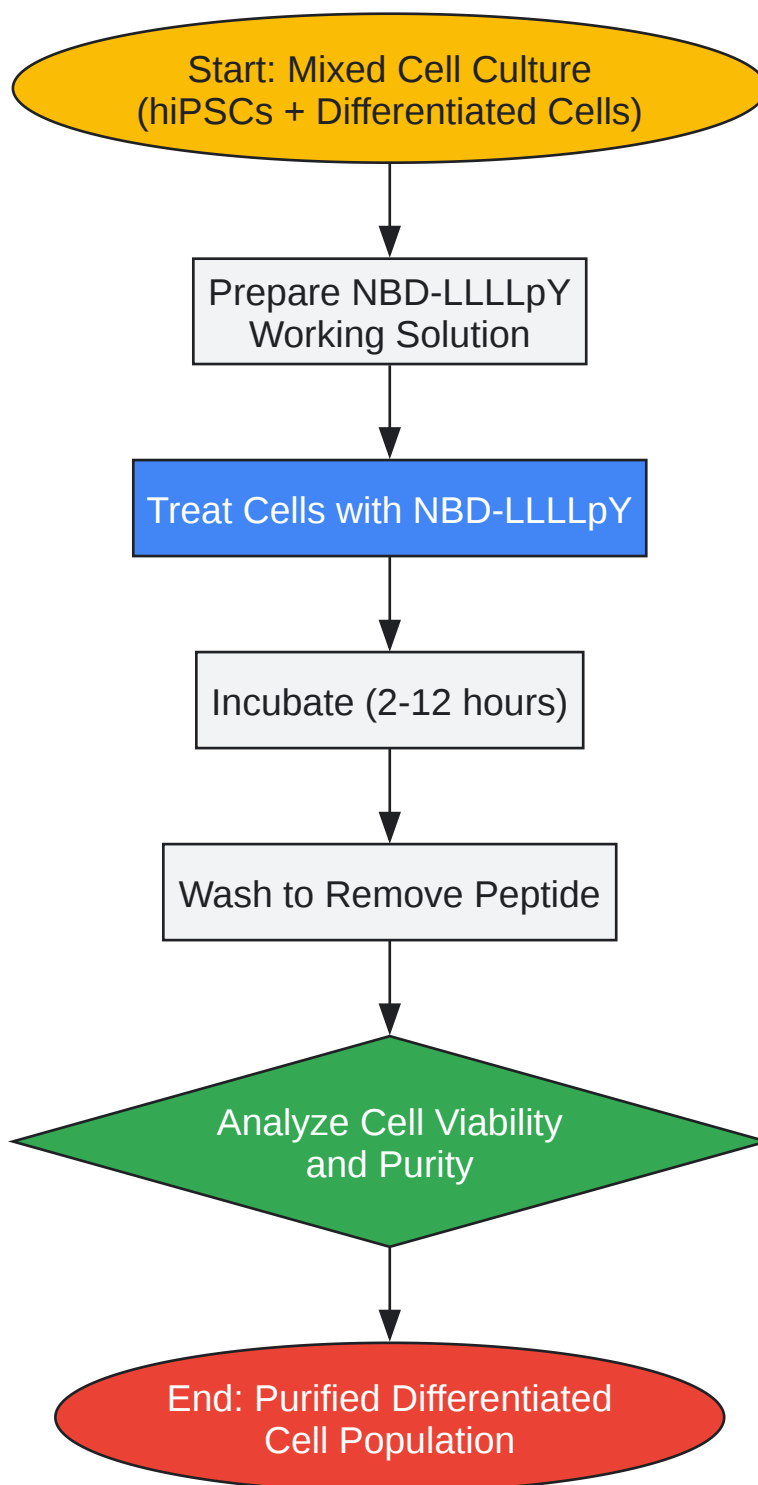 Start: Mixed Cell Culture
(hiPSCs + Differentiated Cells)
Prepare NBD-LLLLpY
Working Solution
Treat Cells with NBD-LLLLpY
Incubate (2-12 hours)
Wash to Remove Peptide
Analyze Cell Viability
and Purity
End: Purified Differentiated
Cell Population